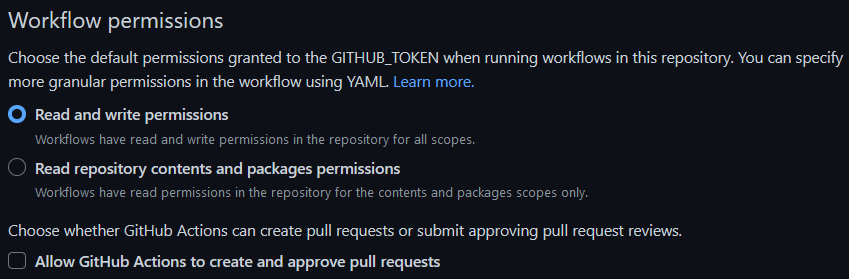 Workflow permissions
Choose the default permissions granted to the GITHUB_TOKEN when running workflows in this repository. You can specify
more granular permissions in the workflow using YAML. Learn more.
Read and write permissions
Workflows have read and write permissions in the repository for all scopes.
Read repository contents and packages permissions
Workflows have read permissions in the repository for the contents and packages scopes only.
Choose whether GitHub Actions can create pull requests or submit approving pull request reviews.
Allow GitHub Actions to create and approve pull requests